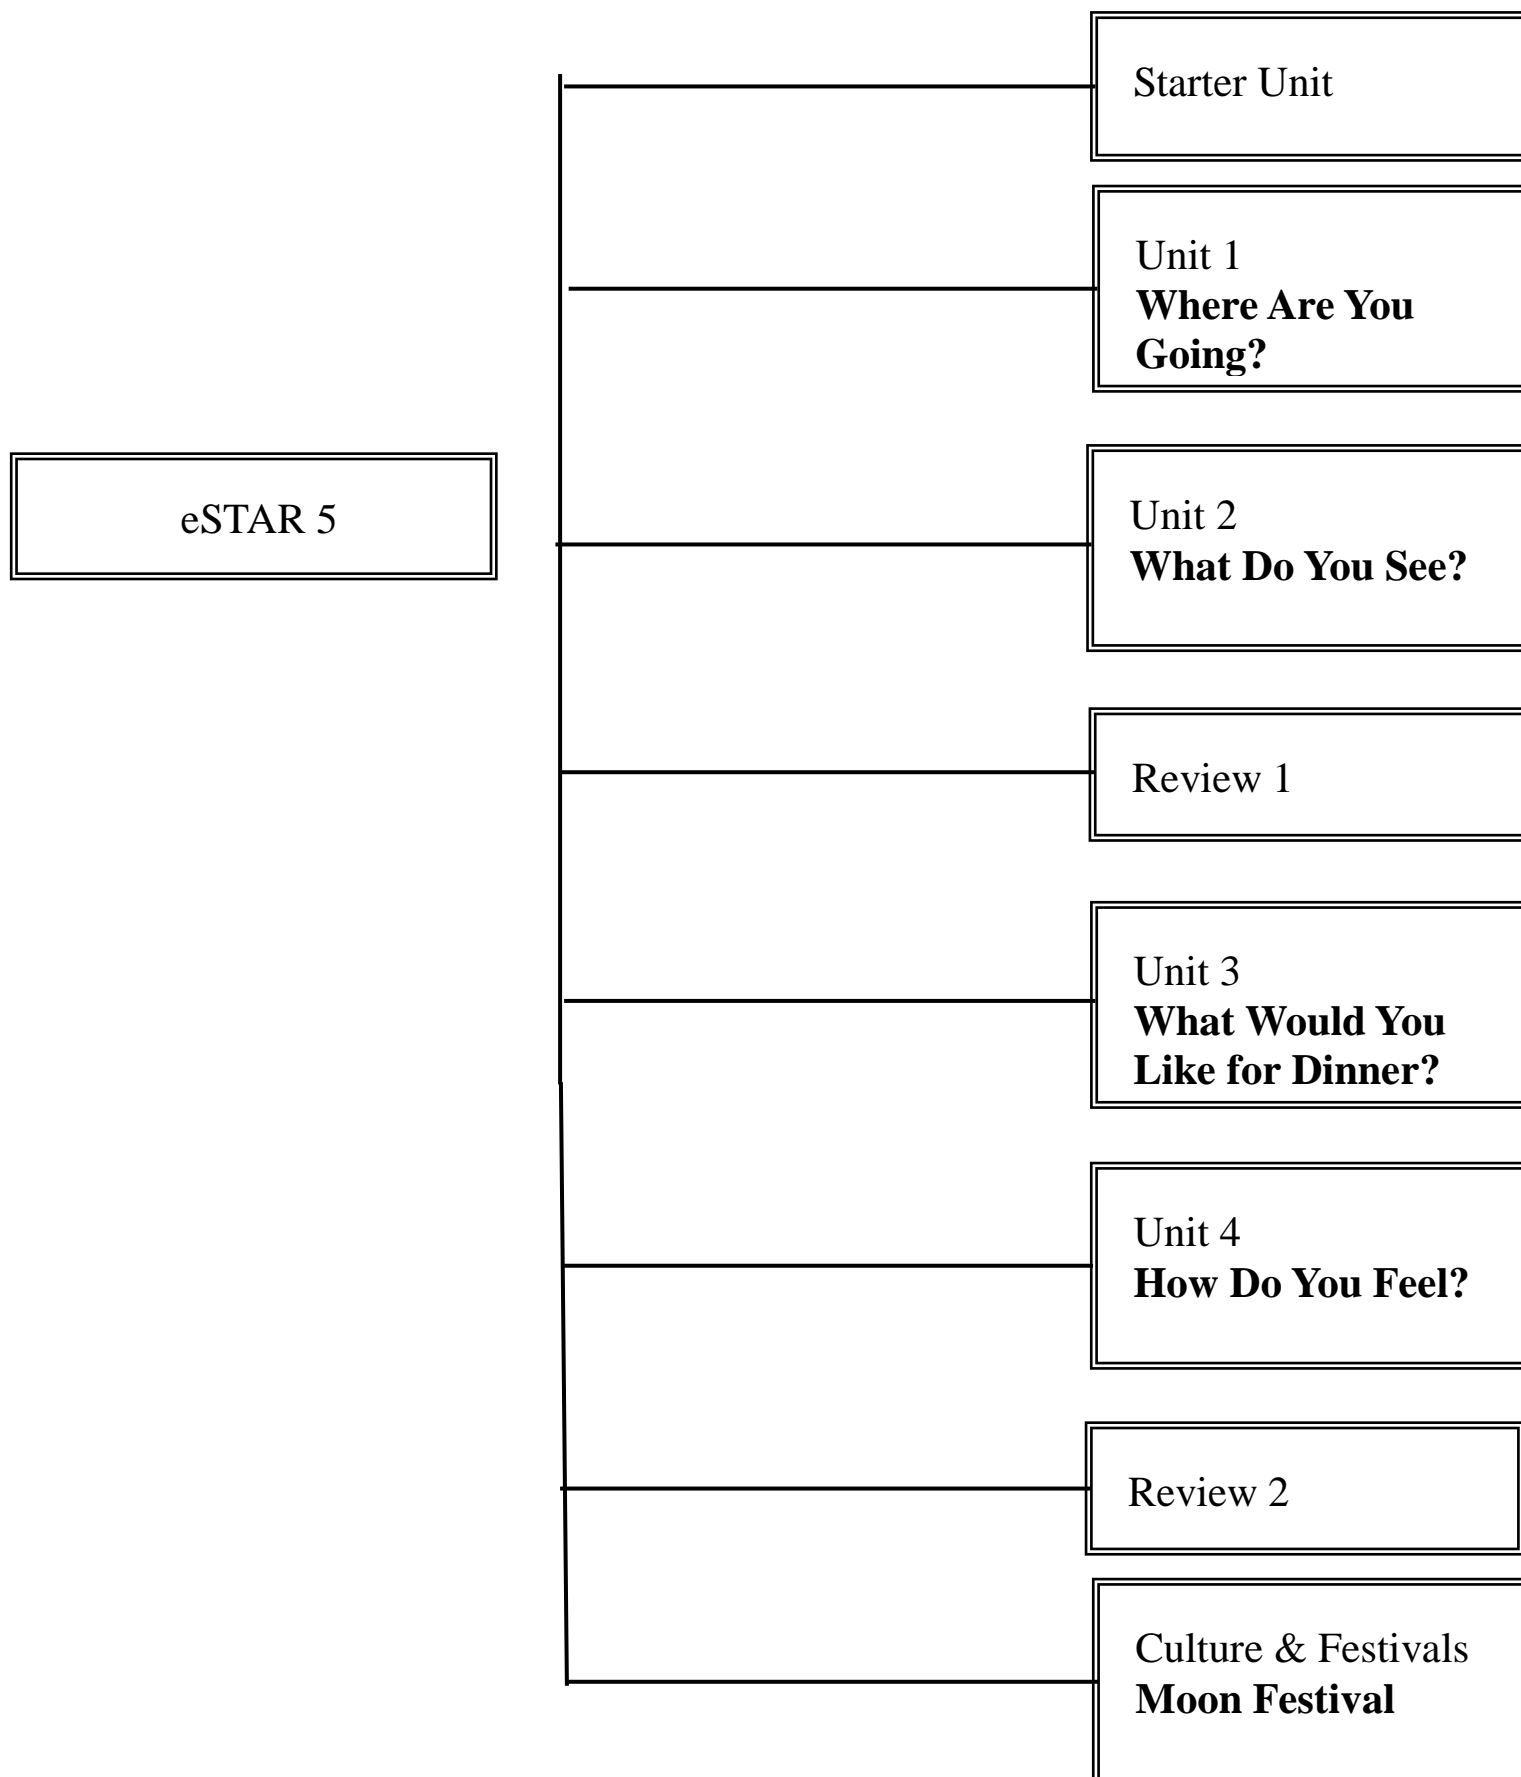 Starter Unit
Unit 1
Where Are You
Going?
eSTAR 5
Unit 2
What Do You See?
Review 1
Unit 3
What Would You
Like for Dinner?
Unit 4
How Do You Feel?
Review 2
Culture & Festivals
Moon Festival